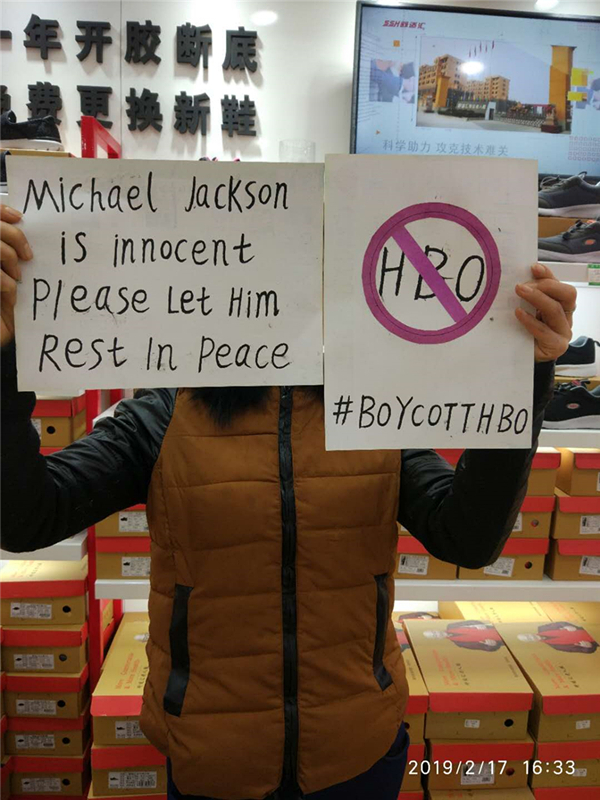 一年开胶断底
免费更换新鞋
科学助力 攻克技术难关
Michael Jackson
is innocent
Please Let Him
Rest In Peace
HBO
#BOYCOTTHBO
2019/2/17 16:33